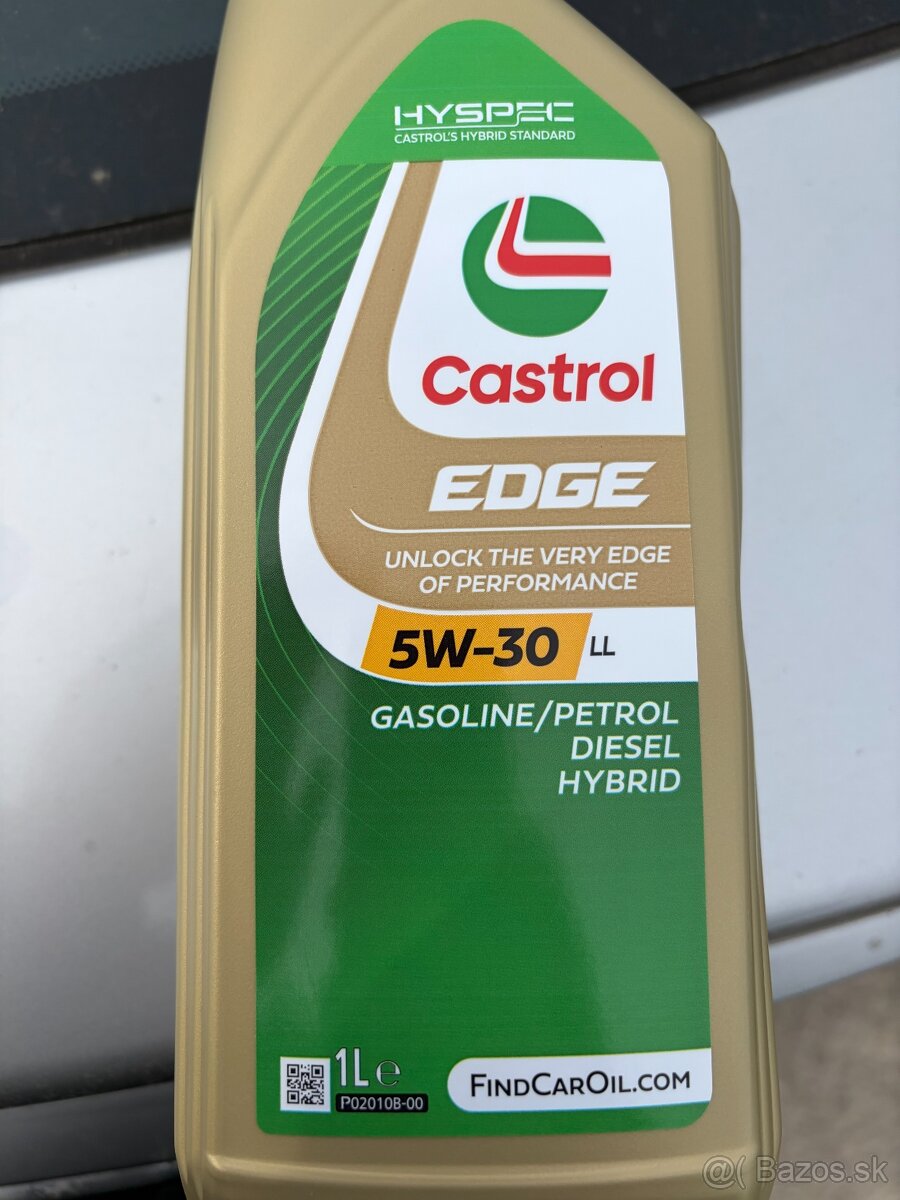 HYSPEC
CASTROL'S HYBRID STANDARD
Castrol
EDGE
UNLOCK THE VERY EDGE
OF PERFORMANCE
5W-30 LL
GASOLINE/PETROL
DIESEL
HYBRID
1L e
P02010B-00
FINDCAROIL.COM
@( Bazos.sk